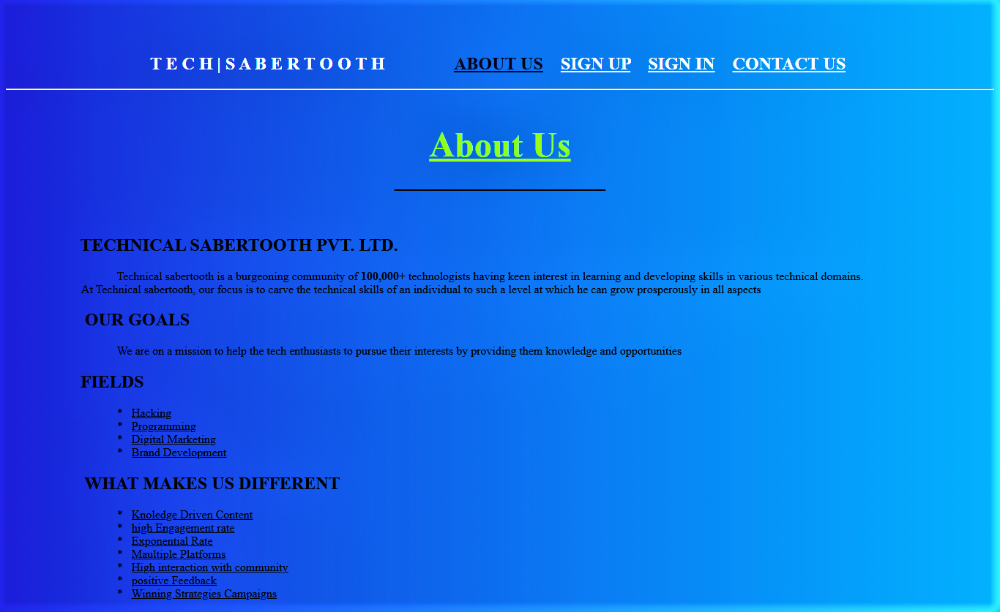 T E C H | S A B E R T O O T H ABOUT US SIGN UP SIGN IN CONTACT US
About Us
TECHNICAL SABERTOOTH PVT. LTD.
Technical sabertooth is a burgeoning community of 100,000+ technologists having keen interest in learning and developing skills in various technical domains.
At Technical sabertooth, our focus is to carve the technical skills of an individual to such a level at which he can grow prosperously in all aspects
OUR GOALS
We are on a mission to help the tech enthusiasts to pursue their interests by providing them knowledge and opportunities
FIELDS
* Hacking
* Programming
* Digital Marketing
* Brand Development
WHAT MAKES US DIFFERENT
* Knoledge Driven Content
* high Engagement rate
* Exponential Rate
* Maultiple Platforms
* High interaction with community
* positive Feedback
* Winning Strategies Campaigns